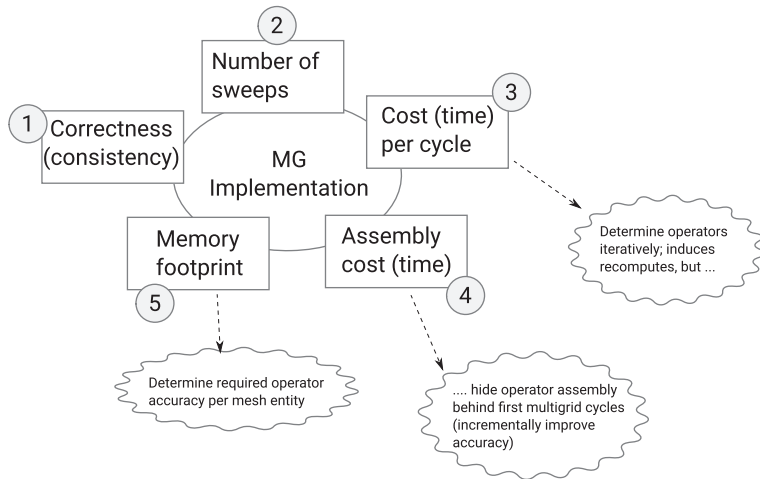 2
Number of
sweeps
1
Correctness
(consistency)
3
Cost (time)
per cycle
MG
Implementation
Memory
footprint
5
Assembly
cost (time)
4
Determine operators
iteratively; induces
recomputes, but ...
Determine required operator
accuracy per mesh entity
.... hide operator assembly
behind first multigrid cycles
(incrementally improve
accuracy)